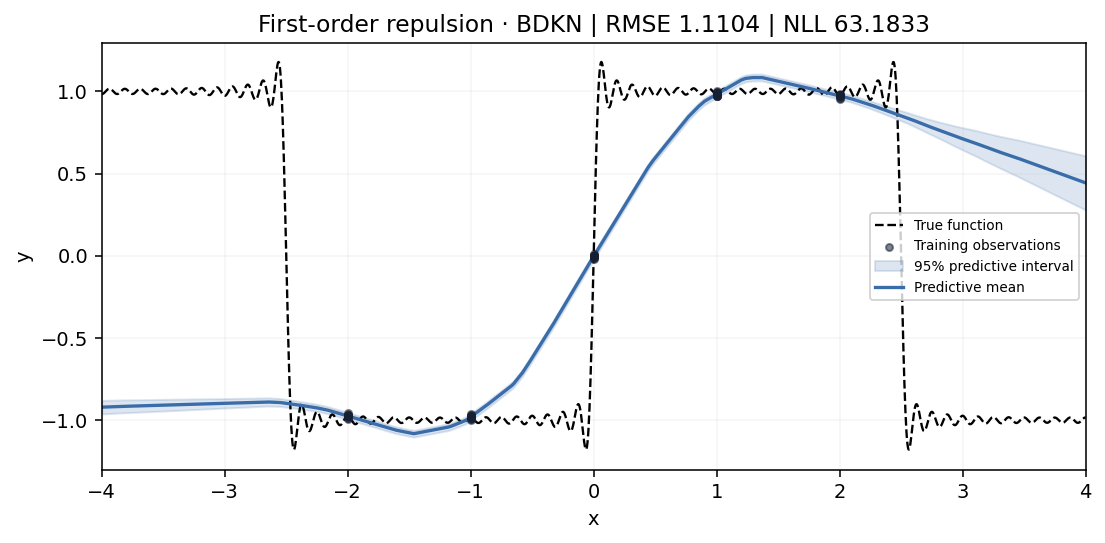 First-order repulsion · BDKN | RMSE 1.1104 | NLL 63.1833
y
1.0
0.5
0.0
−0.5
−1.0
True function
Training observations
95% predictive interval
Predictive mean
−4 −3 −2 −1 0 1 2 3 4
x